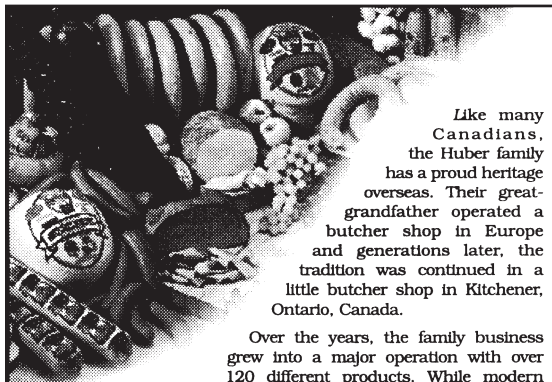 Like many
Canadians,
the Huber family
has a proud heritage
overseas. Their great-
grandfather operated a
butcher shop in Europe
and generations later, the
tradition was continued in a
little butcher shop in Kitchener,
Ontario, Canada.
Over the years, the family business
grew into a major operation with over
120 different products. While modern